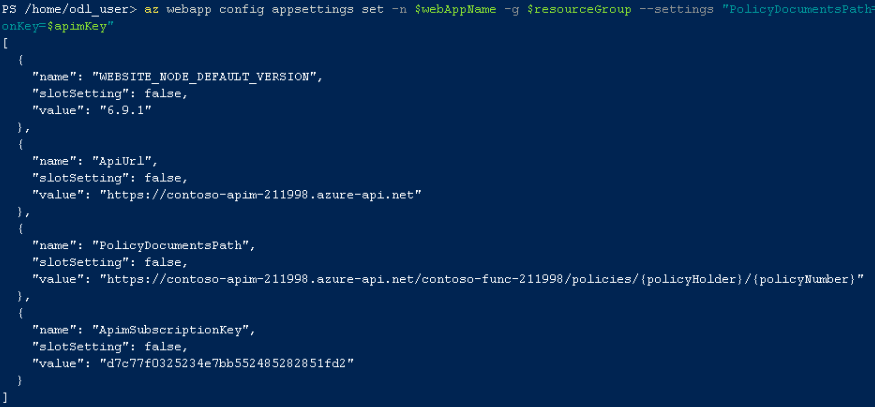 PS /home/odl_user> az webapp config appsettings set -n $webAppName -g $resourceGroup --settings "PolicyDocumentsPath=
onKey=$apimKey"
[
  {
    "name": "WEBSITE_NODE_DEFAULT_VERSION",
    "slotSetting": false,
    "value": "6.9.1"
  },
  {
    "name": "ApiUrl",
    "slotSetting": false,
    "value": "https://contoso-apim-211998.azure-api.net"
  },
  {
    "name": "PolicyDocumentsPath",
    "slotSetting": false,
    "value": "https://contoso-apim-211998.azure-api.net/contoso-func-211998/policies/{policyHolder}/{policyNumber}"
  },
  {
    "name": "ApimSubscriptionKey",
    "slotSetting": false,
    "value": "d7c77f0325234e7bb552485282851fd2"
  }
]